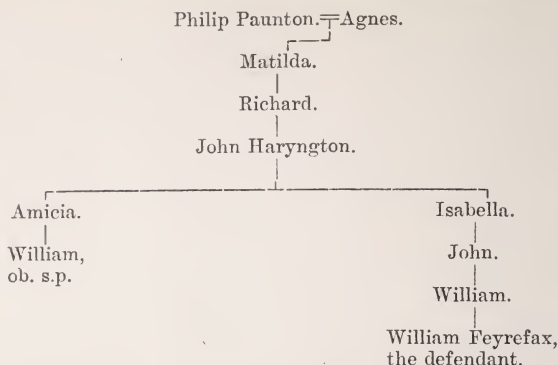 Philip Paunton.=Agnes.
Matilda.
Richard.
John Haryngton.
Amicia. Isabella.
William, John.
ob. s.p.
William.
William Feyrefax,
the defendant.